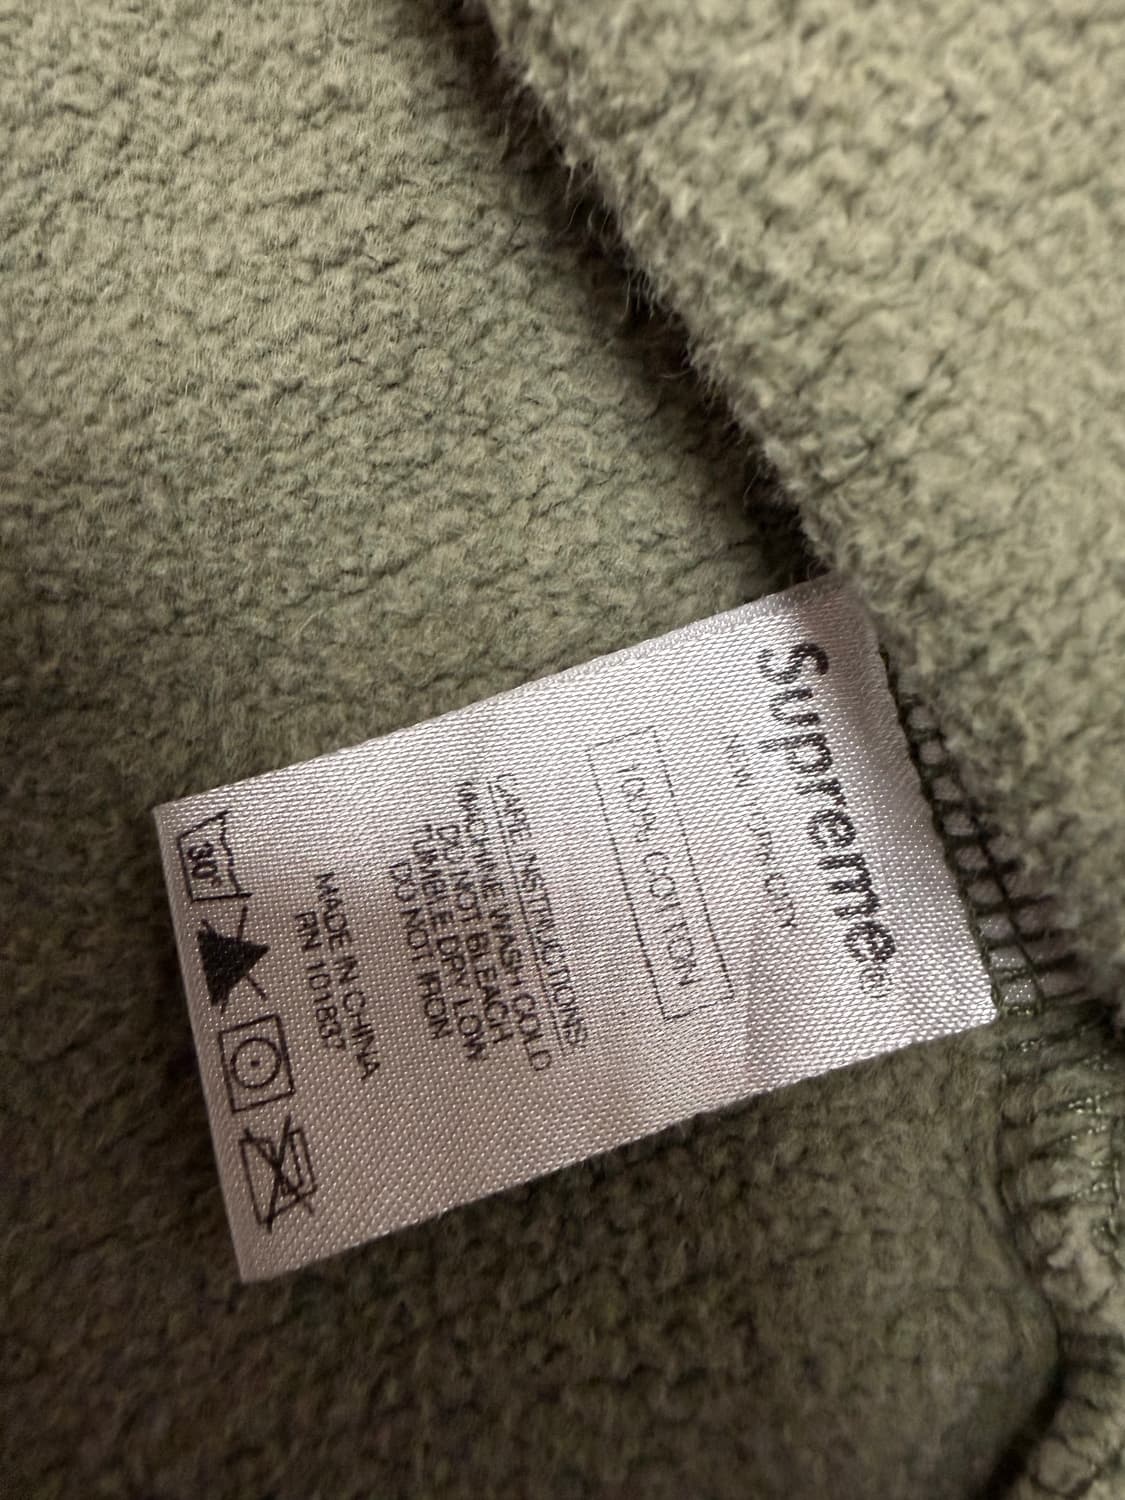 Supreme®
NEW YORK CITY
100% COTTON
CARE INSTRUCTIONS:
MACHINE WASH COLD
DO NOT BLEACH
TUMBLE DRY LOW
DO NOT IRON
MADE IN CHINA
RN 101837
30°